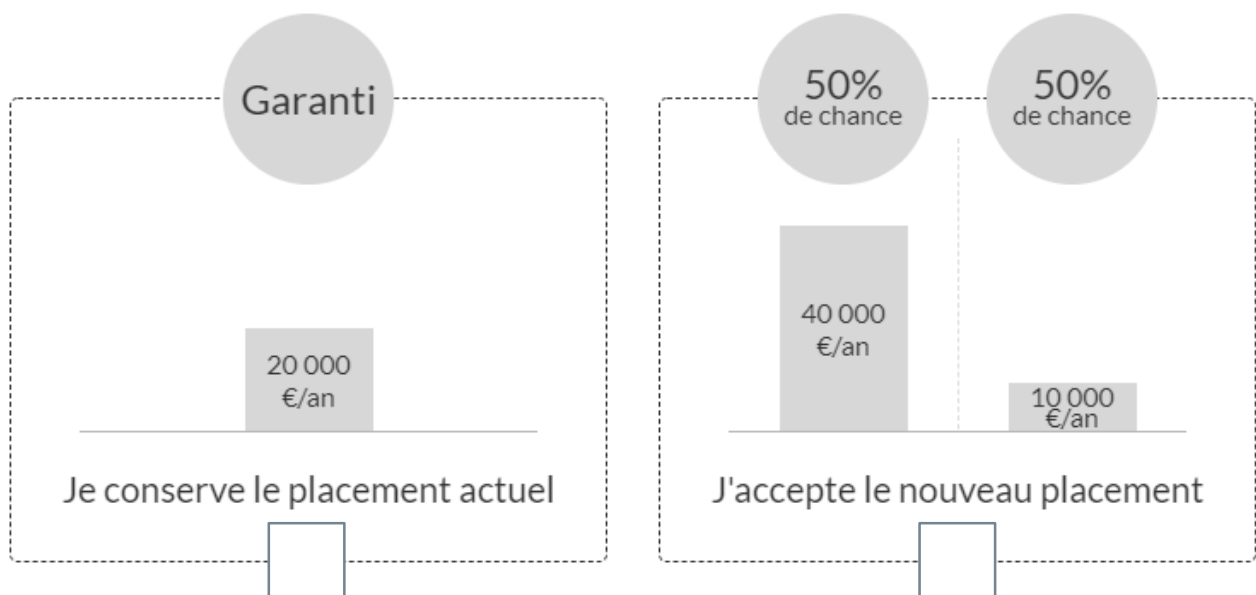 Garanti
20 000
€/an
Je conserve le placement actuel
50%
de chance
50%
de chance
40 000
€/an
10 000
€/an
J'accepte le nouveau placement